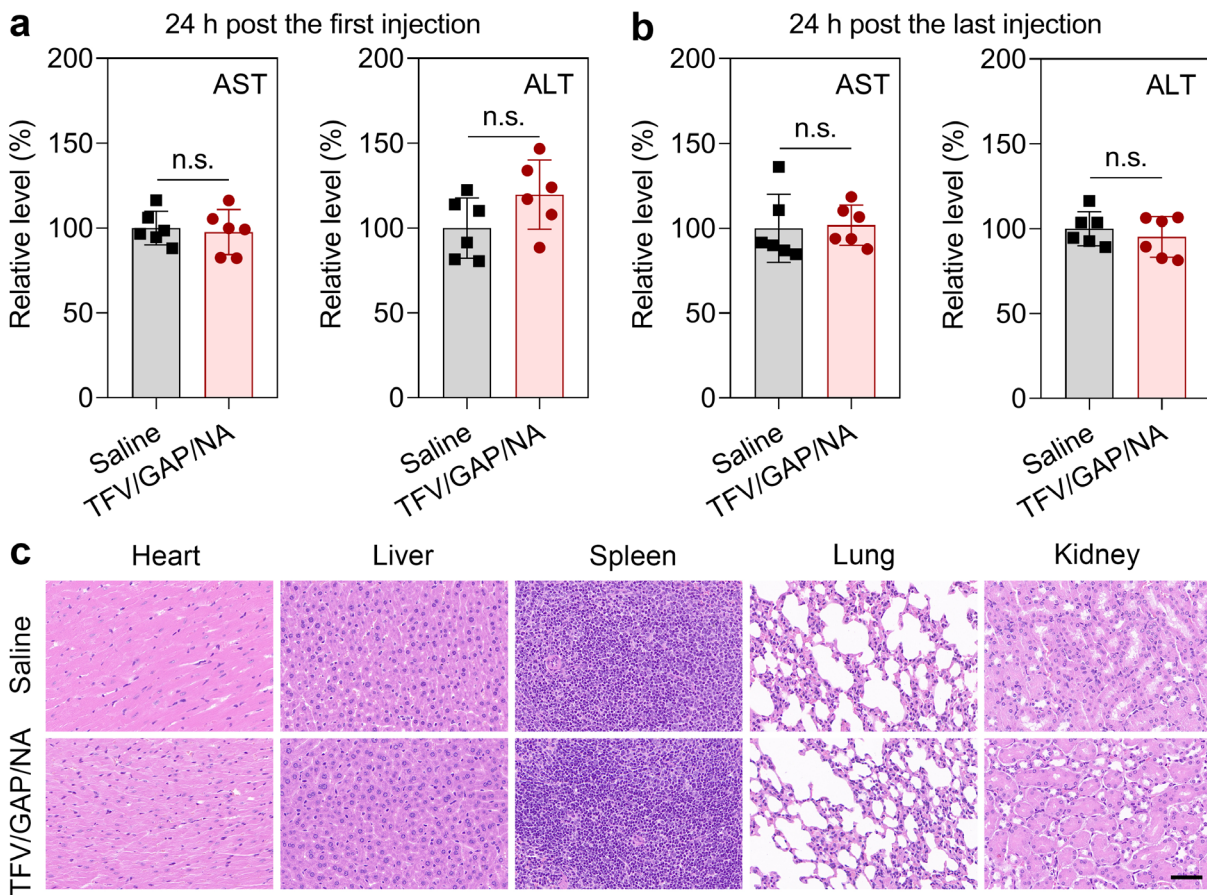 a 24 h post the first injection
AST
Relative level (%)
200
150
100
50
0
n.s.
Saline
TFV/GAP/NA
ALT
Relative level (%)
200
150
100
50
0
n.s.
Saline
TFV/GAP/NA
b 24 h post the last injection
AST
Relative level (%)
200
150
100
50
0
n.s.
Saline
TFV/GAP/NA
ALT
Relative level (%)
200
150
100
50
0
n.s.
Saline
TFV/GAP/NA
c Heart Liver Spleen Lung Kidney
Saline
TFV/GAP/NA